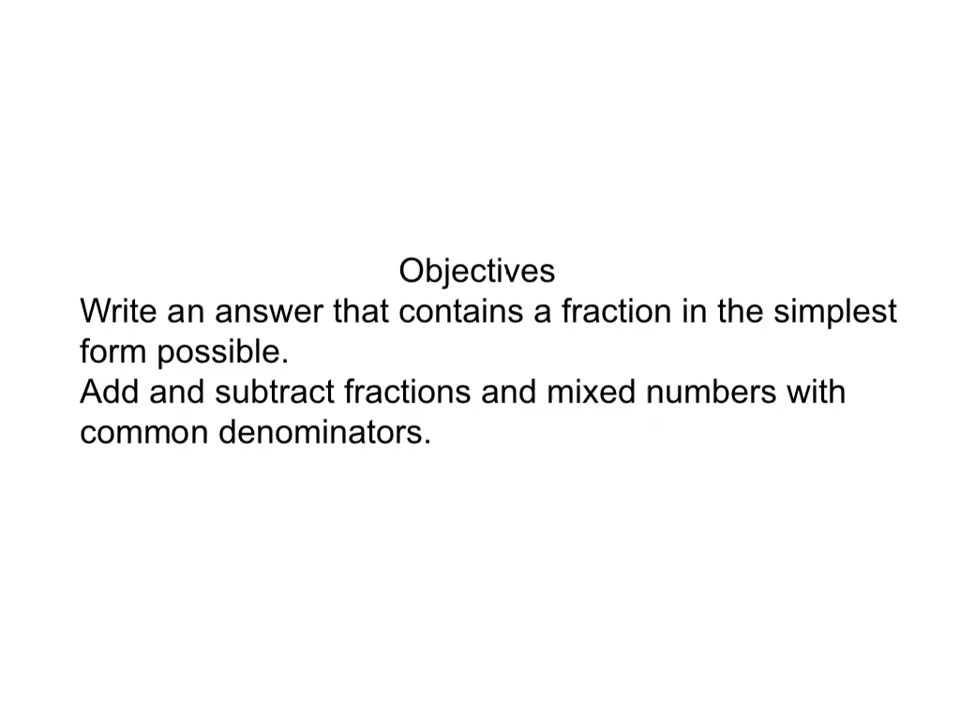 Objectives
Write an answer that contains a fraction in the simplest
form possible.
Add and subtract fractions and mixed numbers with
common denominators.